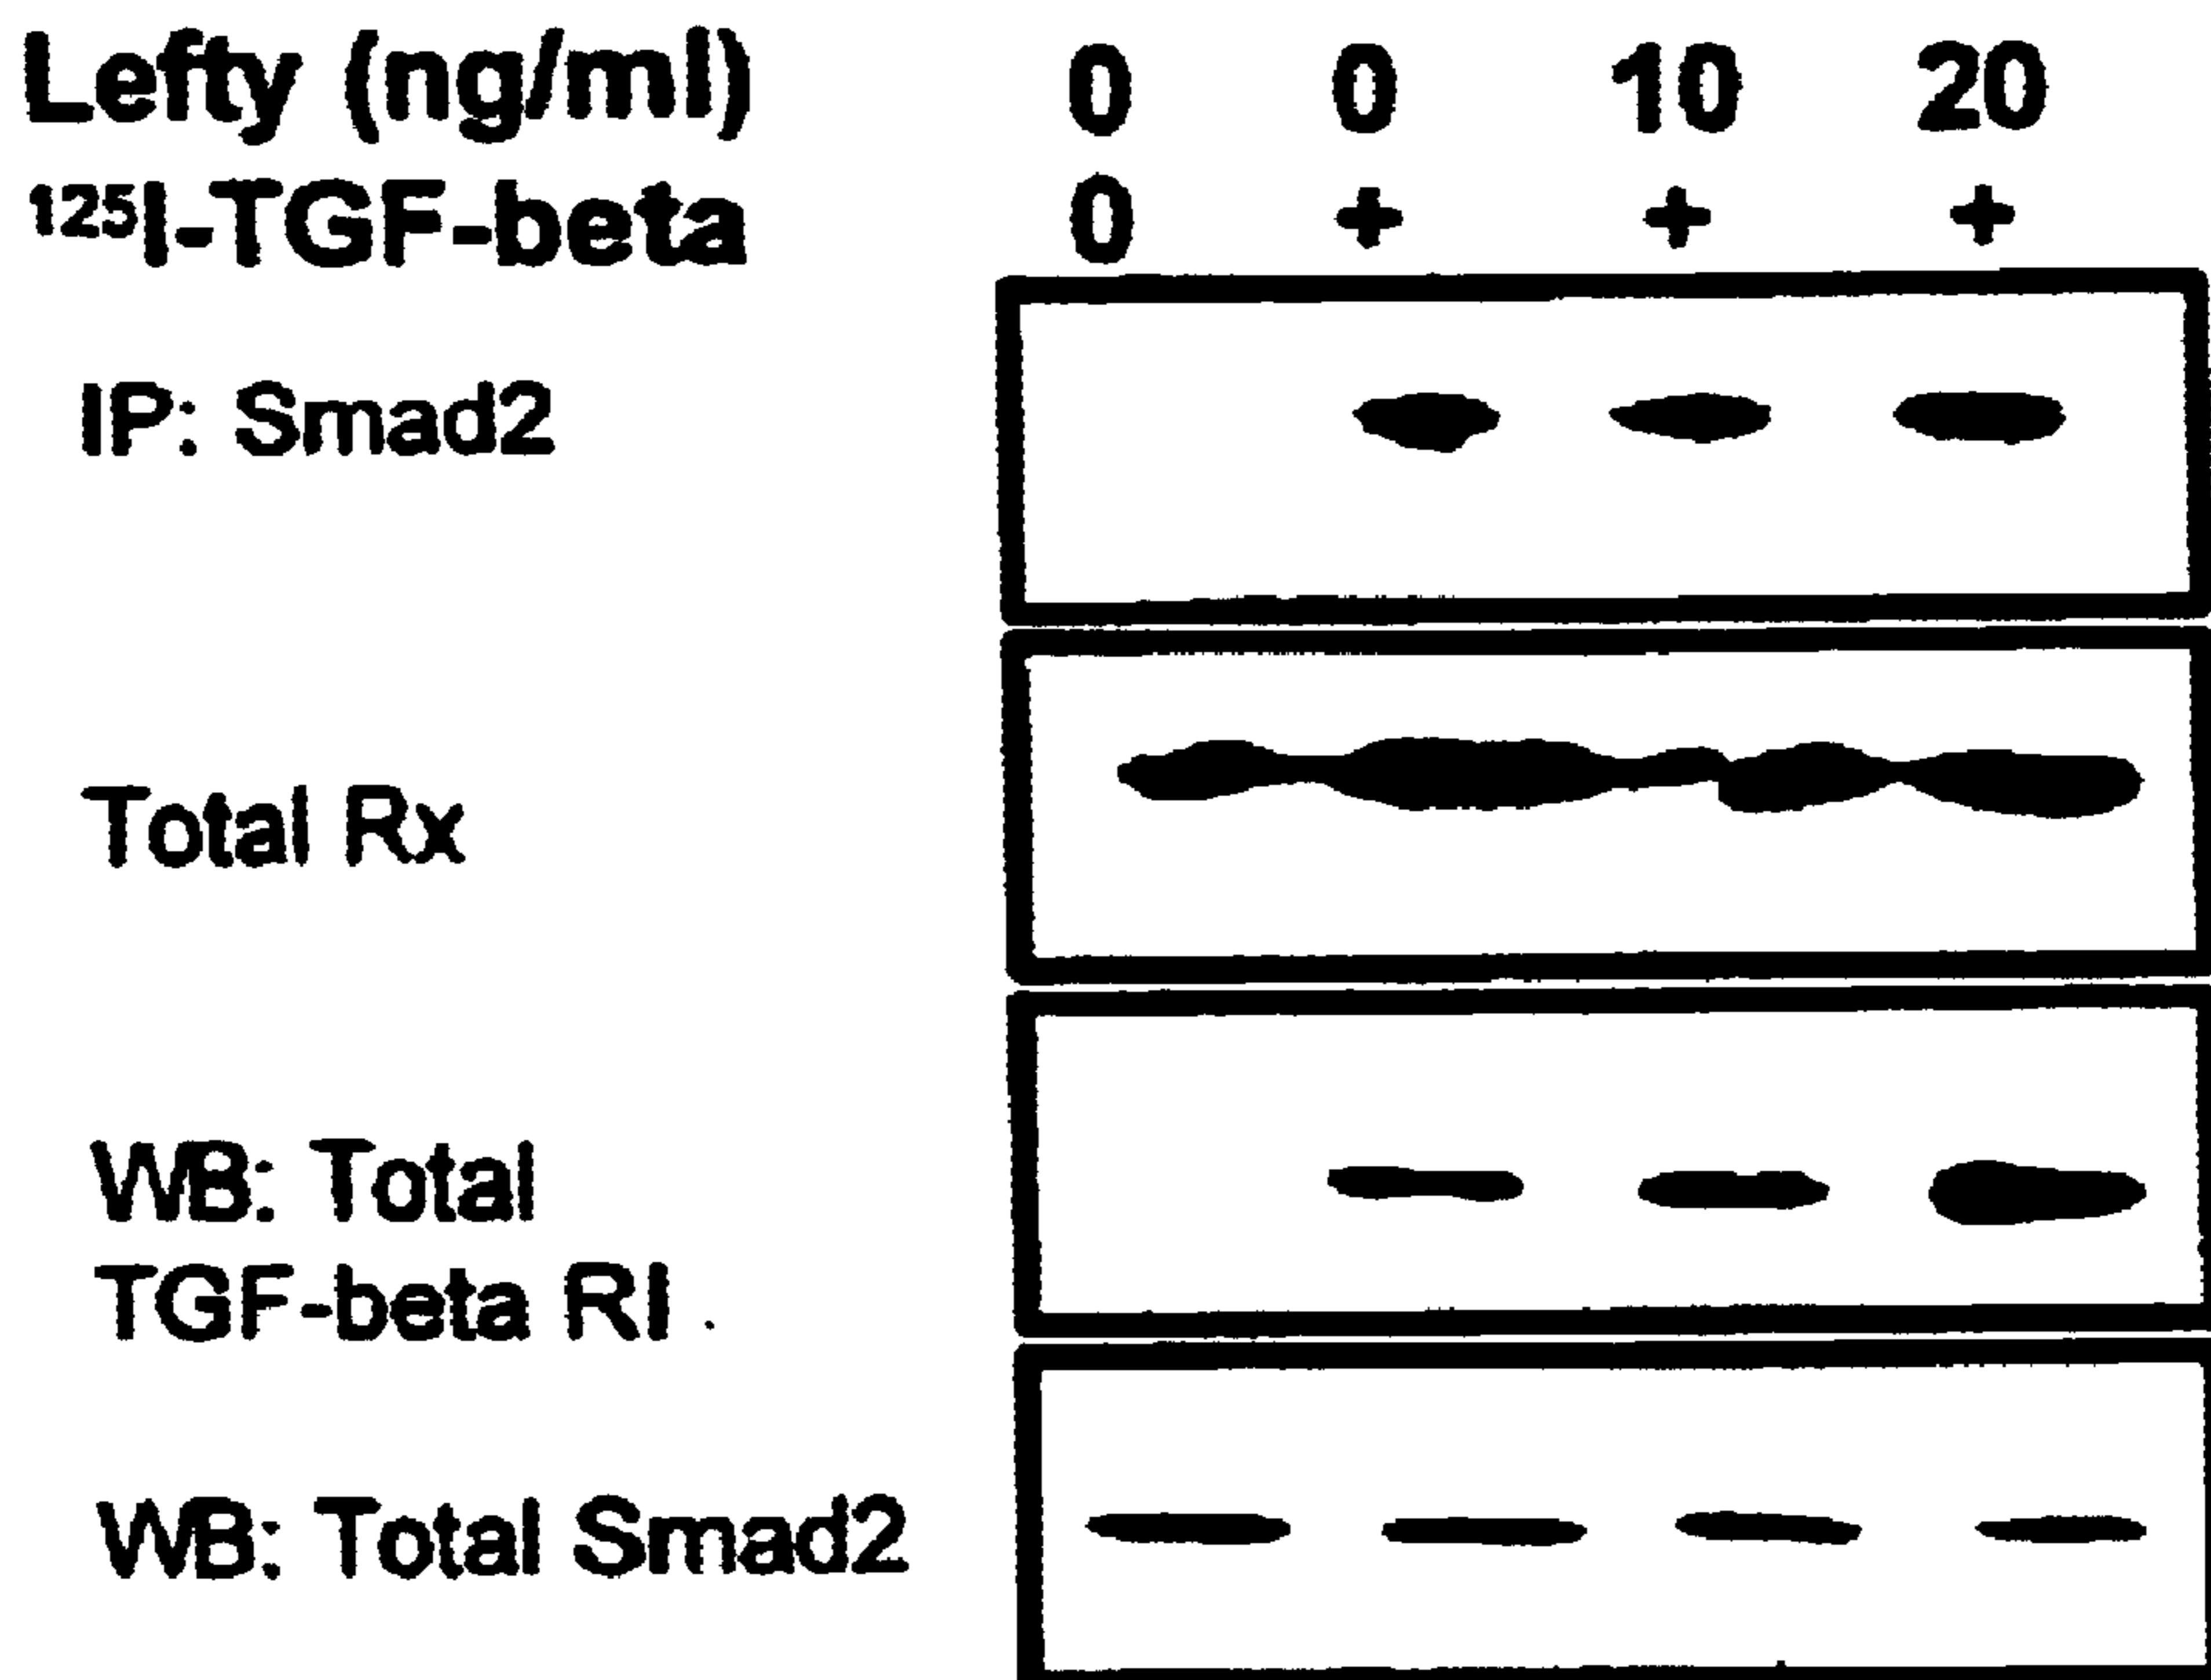 Lefty (ng/ml) 0 0 10 20
¹²⁵I-TGF-beta 0 + + +
IP: Smad2
Total Rx
WB: Total
TGF-beta RI .
WB: Total Smad2